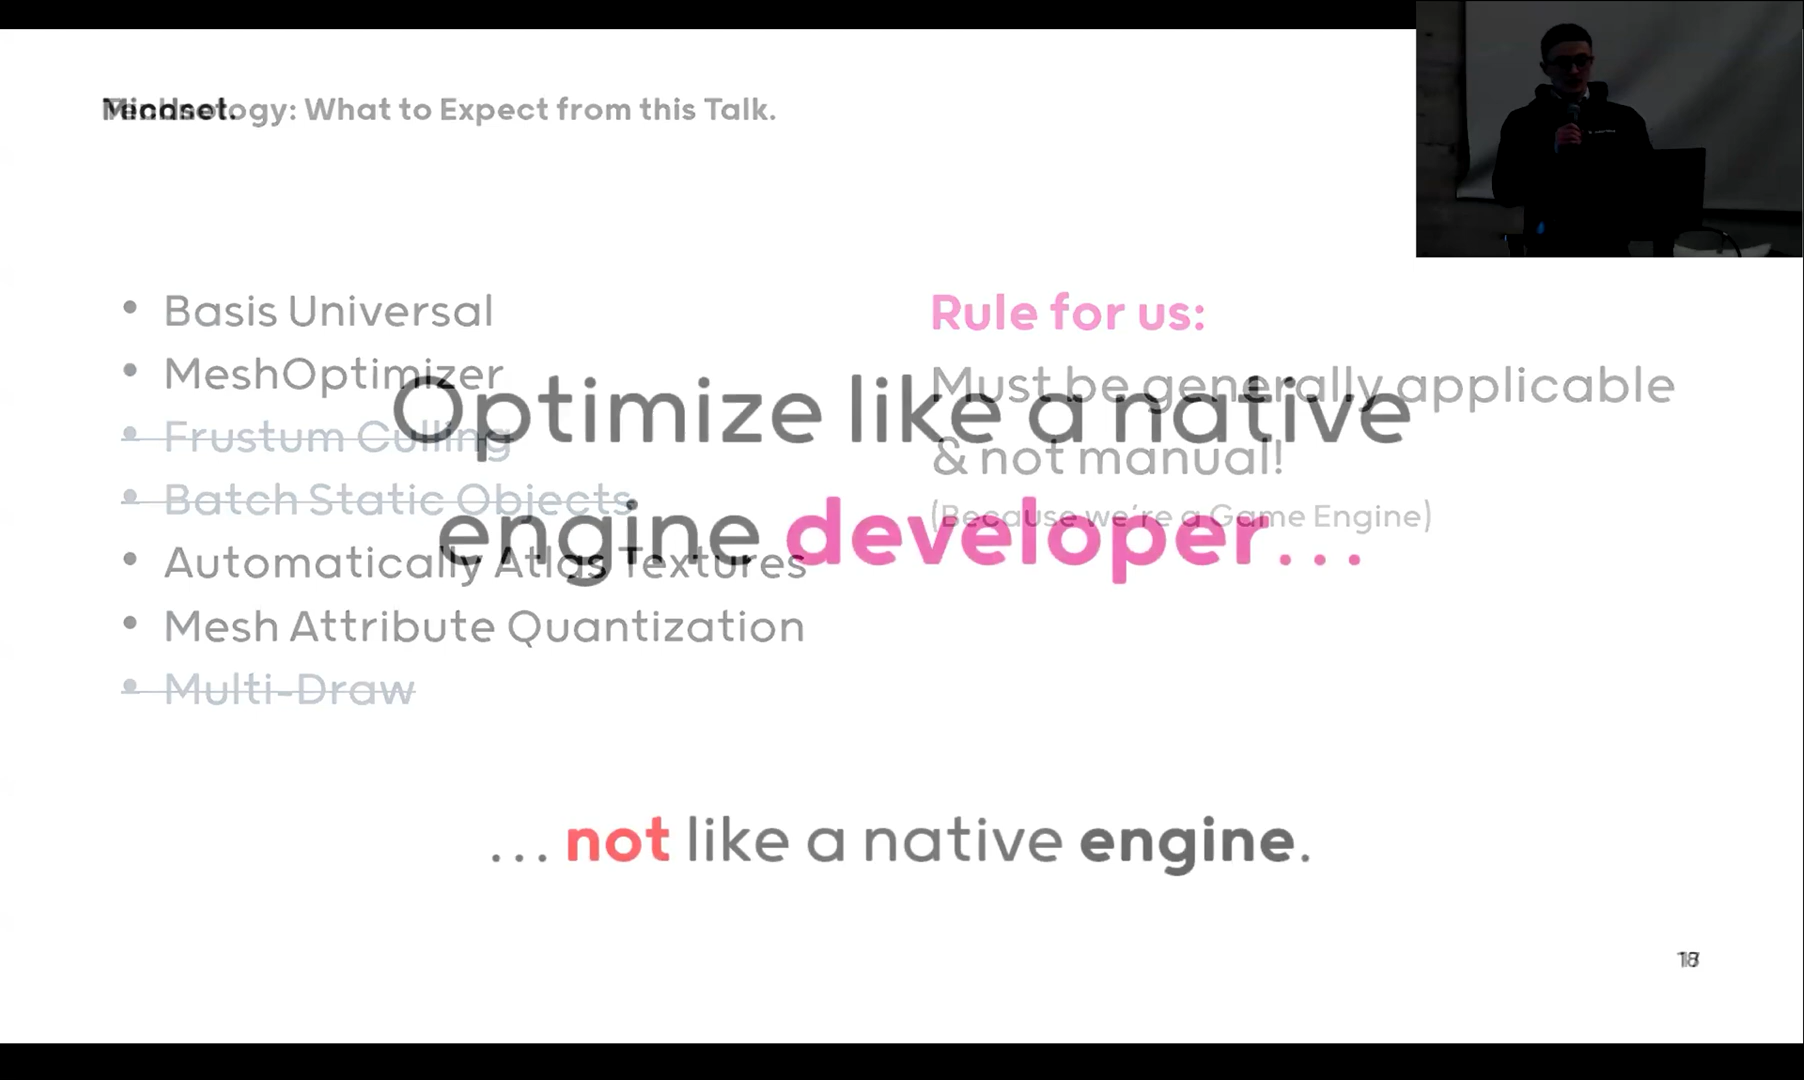 Mindset.
Technology: What to Expect from this Talk.
• Basis Universal
• MeshOptimizer
• Frustum Culling
• Batch Static Objects
• Automatically Atlas Textures
• Mesh Attribute Quantization
• Multi-Draw
Rule for us:
Must be generally applicable
& not manual!
(Because we're a Game Engine)
Optimize like a native
engine developer...
... not like a native engine.